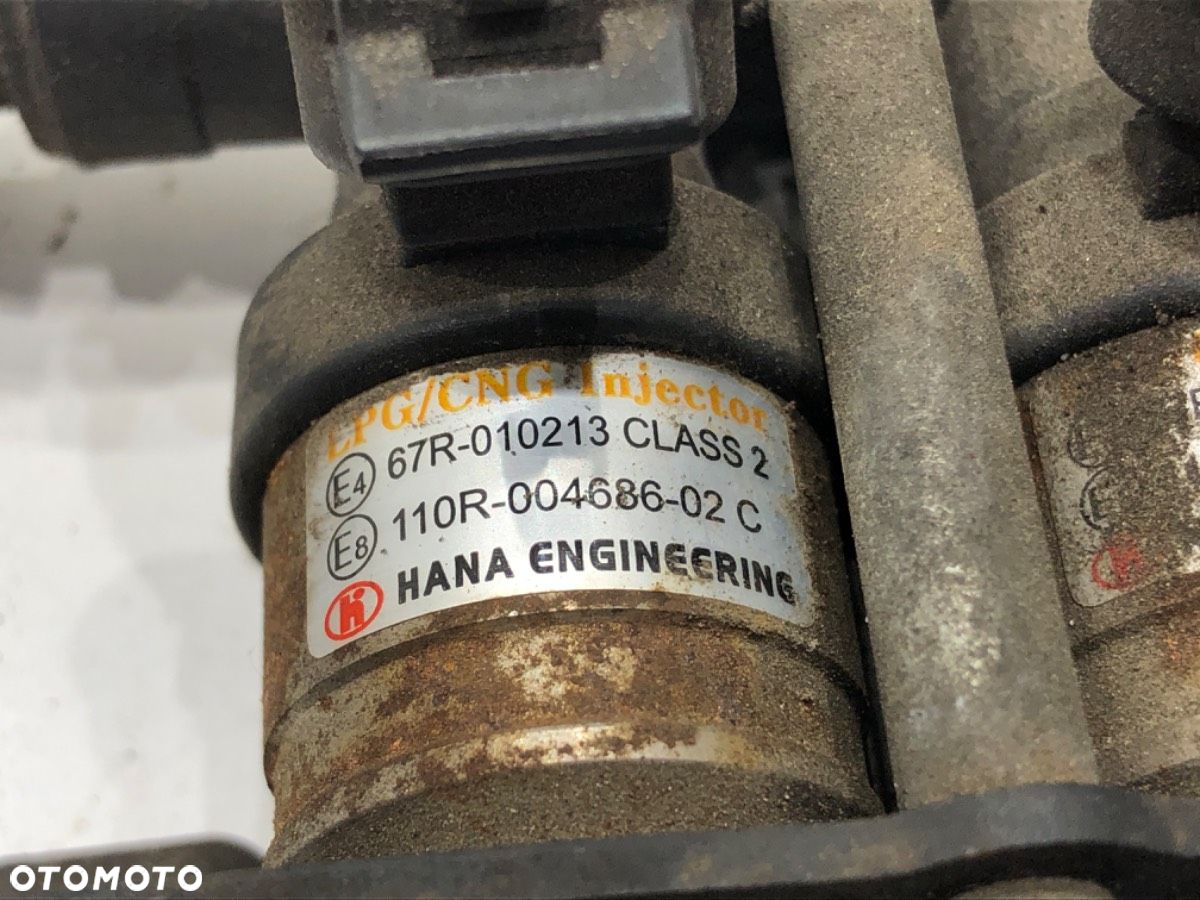 LPG/CNG Injector
E4 67R-010213 CLASS 2
E8 110R-004686-02 C
HANA ENGINEERING
OTOMOTO